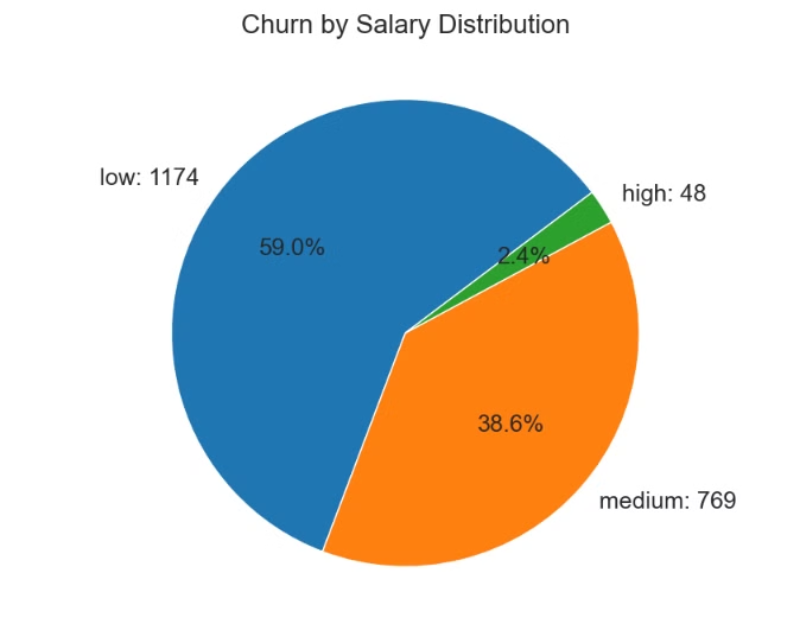 Churn by Salary Distribution
low: 1174
high: 48
59.0%
2.4%
38.6%
medium: 769